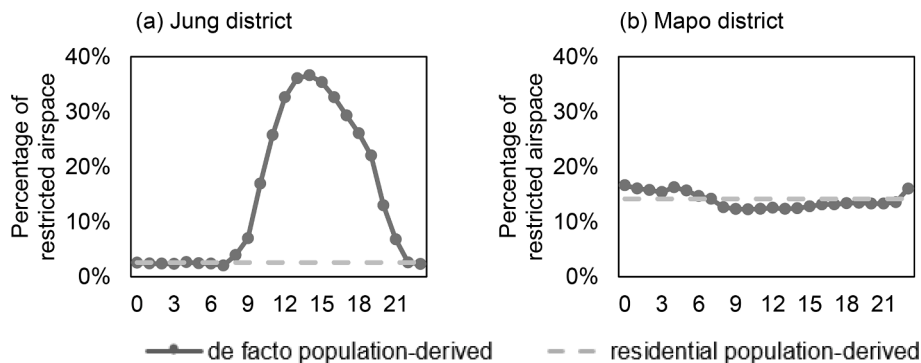 (a) Jung district
(b) Mapo district
Percentage of
restricted airspace
40%
30%
20%
10%
0%
0 3 6 9 12 15 18 21
Percentage of
restricted airspace
40%
30%
20%
10%
0%
0 3 6 9 12 15 18 21
de facto population-derived
residential population-derived